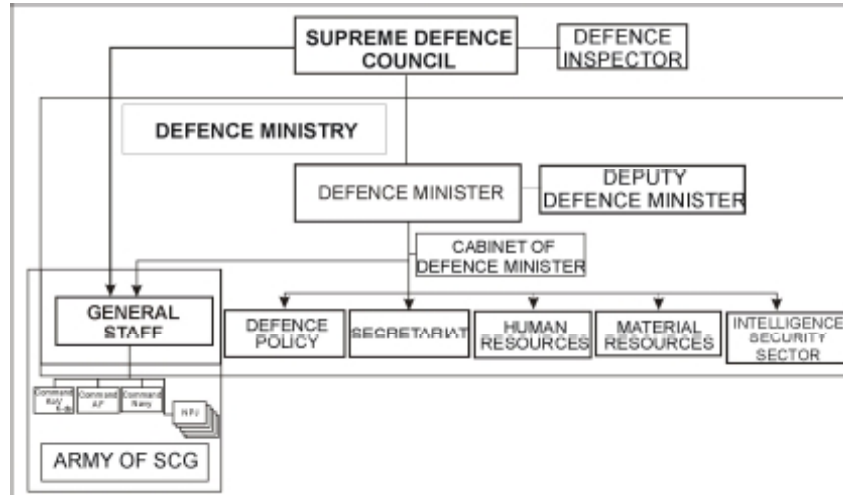 SUPREME DEFENCE
COUNCIL
DEFENCE
INSPECTOR
DEFENCE MINISTRY
DEFENCE MINISTER
DEPUTY
DEFENCE MINISTER
CABINET OF
DEFENCE MINISTER
GENERAL
STAFF
DEFENCE
POLICY
SECRETARIAT
HUMAN
RESOURCES
MATERIAL
RESOURCES
INTELLIGENCE
SECURITY
SECTOR
Command
Command
AF
Command
Navy
NPJ
ARMY OF SCG